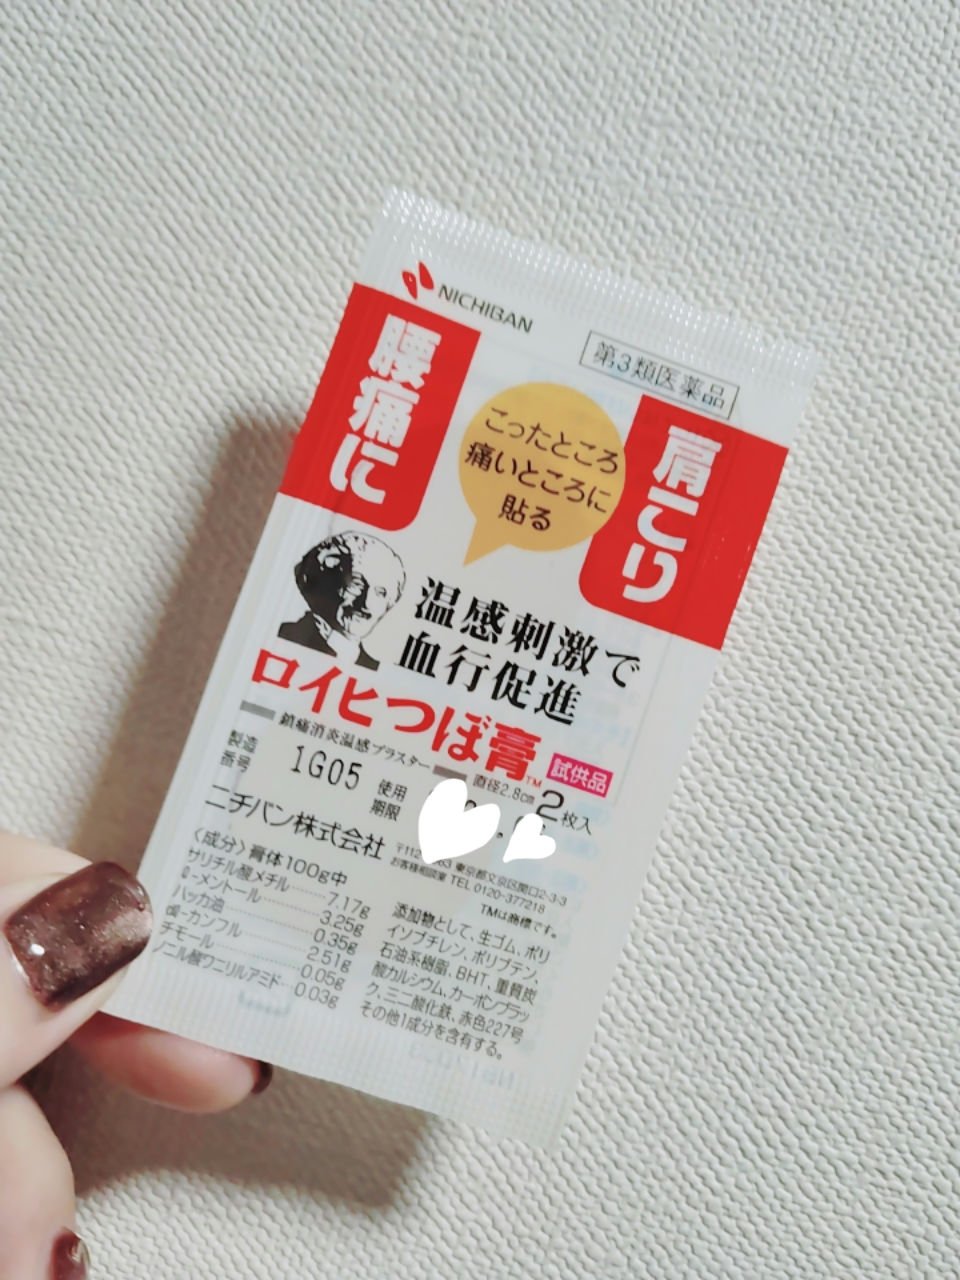 NICHIBAN
第3類医薬品
腰痛に
こったところ
痛いところに
貼る
肩こり
温感刺激で
血行促進
ロイヒつぼ膏™
鎮痛消炎温感プラスター
試供品
直径2.8cm 2枚入
製造番号 1G05 使用期限
ニチバン株式会社
東京都文京区関口2-3-3
お客様相談室 TEL 0120-377218
TMは商標です。
〈成分〉膏体100g中
サリチル酸メチル………7.17g
ℓ-メントール………3.25g
ハッカ油………0.35g
dℓ-カンフル………2.51g
チモール………0.05g
ノニル酸ワニリルアミド…0.03g
添加物として、生ゴム、ポリ
イソブチレン、ポリブテン、
石油系樹脂、BHT、重質炭
酸カルシウム、カーボンブラッ
ク、三二酸化鉄、赤色227号
その他1成分を含有する。